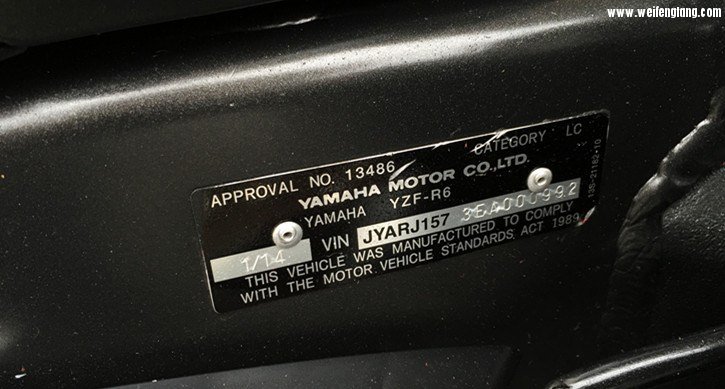 www.weifengtang.com
APPROVAL NO. 13486 CATEGORY LC
YAMAHA MOTOR CO.,LTD.
YAMAHA YZF-R6
1/14 VIN JYARJ157 3EA000992
THIS VEHICLE WAS MANUFACTURED TO COMPLY
WITH THE MOTOR VEHICLE STANDARDS ACT 1989